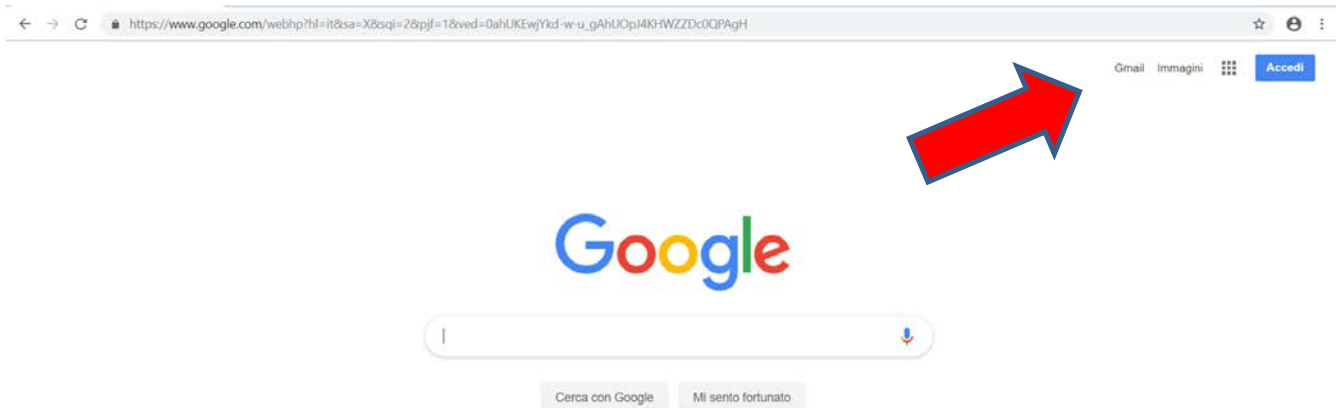 https://www.google.com/webhp?hl=it&sa=X&sqi=2&pjf=1&ved=0ahUKEwjYkd-w-u_gAhUOpJ4KHWZZDc0QPAgH
Gmail Immagini Accedi
Google
Cerca con Google Mi sento fortunato